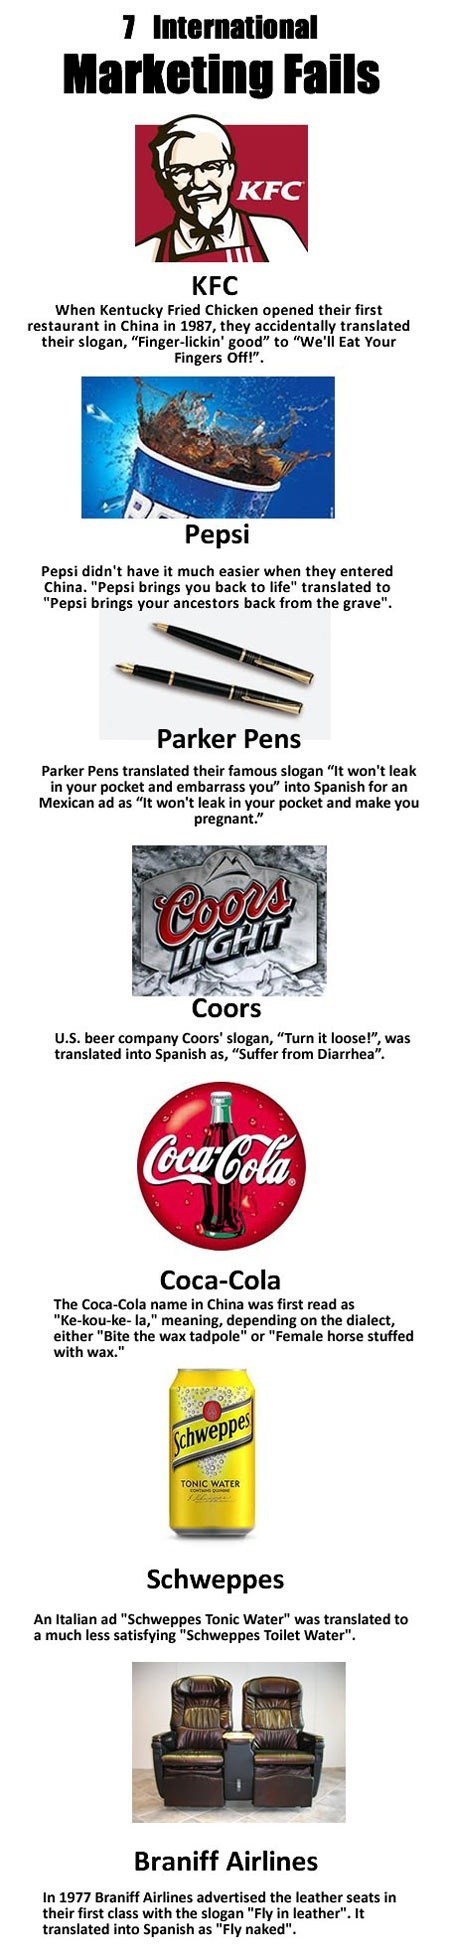 7 International
Marketing Fails
KFC
KFC
When Kentucky Fried Chicken opened their first
restaurant in China in 1987, they accidentally translated
their slogan, “Finger-lickin' good” to “We'll Eat Your
Fingers Off!”.
Pepsi
Pepsi didn't have it much easier when they entered
China. "Pepsi brings you back to life" translated to
"Pepsi brings your ancestors back from the grave".
Parker Pens
Parker Pens translated their famous slogan “It won't leak
in your pocket and embarrass you” into Spanish for an
Mexican ad as “It won't leak in your pocket and make you
pregnant.”
Coors
LIGHT
Coors
U.S. beer company Coors' slogan, “Turn it loose!”, was
translated into Spanish as, “Suffer from Diarrhea”.
Coca-Cola®
Coca-Cola
The Coca-Cola name in China was first read as
"Ke-kou-ke- la," meaning, depending on the dialect,
either "Bite the wax tadpole" or "Female horse stuffed
with wax."
Schweppes
TONIC WATER
CONTAINS QUININE
Schweppes
An Italian ad "Schweppes Tonic Water" was translated to
a much less satisfying "Schweppes Toilet Water".
Braniff Airlines
In 1977 Braniff Airlines advertised the leather seats in
their first class with the slogan "Fly in leather". It
translated into Spanish as "Fly naked".